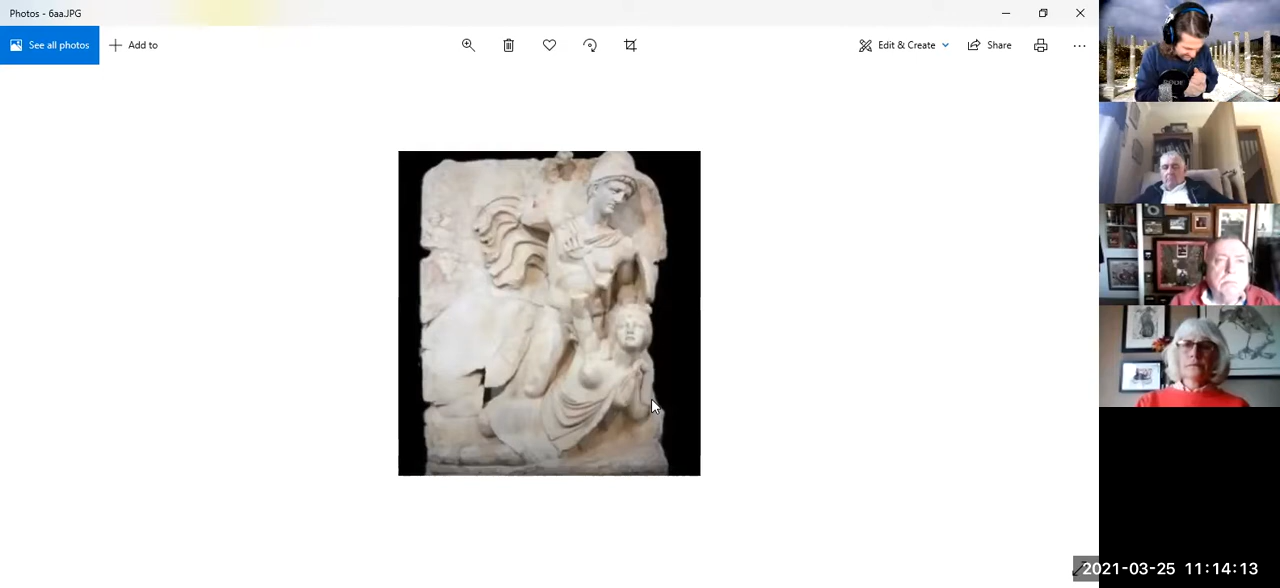 Photos - 6aa.JPG
See all photos
Add to
Edit & Create
Share
2021-03-25 11:14:13